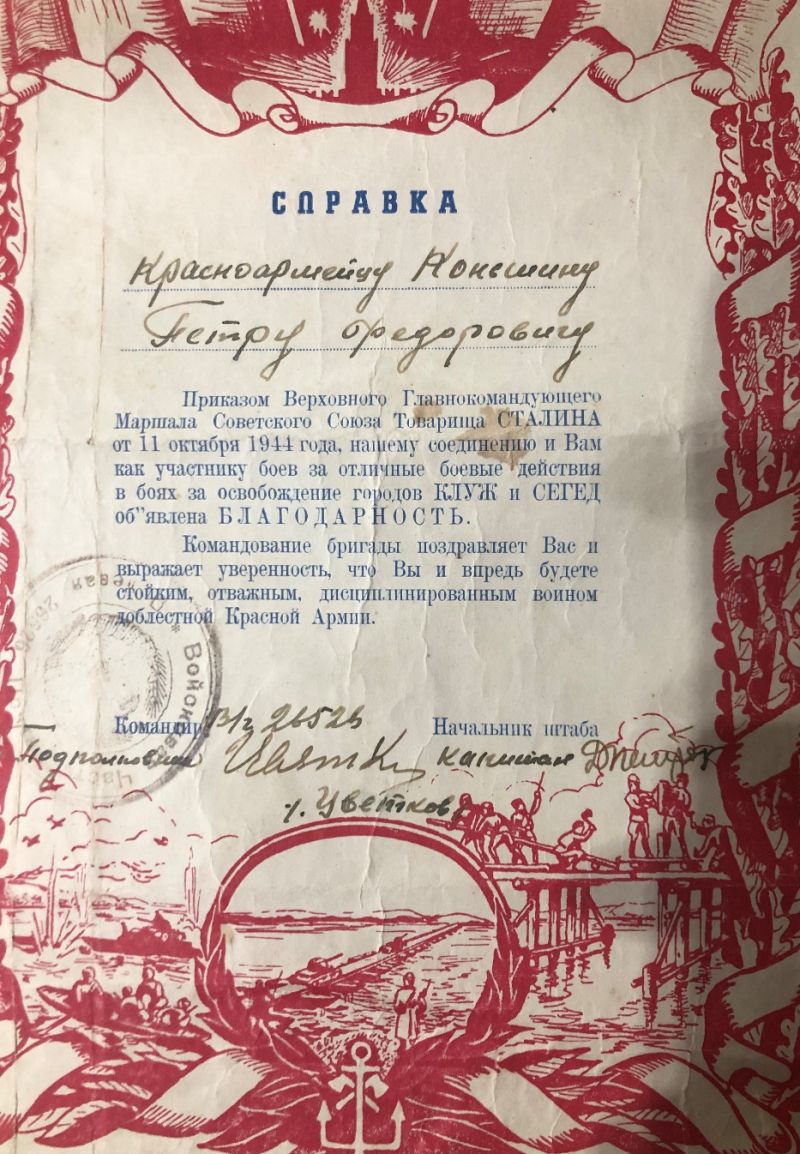 СПРАВКА
Красноармейцу Коньшину
Петру Федоровичу
Приказом Верховного Главнокомандующего
Маршала Советского Союза Товарища СТАЛИНА
от 11 октября 1944 года, нашему соединению и Вам
как участнику боев за отличные боевые действия
в боях за освобождение городов КЛУЖ и СЕГЕД
об"явлена БЛАГОДАРНОСТЬ.
Командование бригады поздравляет Вас и
выражает уверенность, что Вы и впредь будете
стойким, отважным, дисциплинированным воином
доблестной Красной Армии.
Командир В/ч 26526 Начальник штаба
Подполковник капитан
Цветков
Войсковая